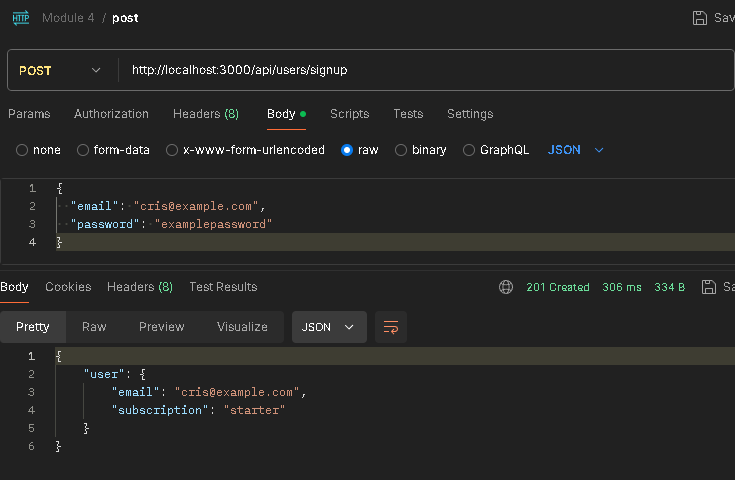 HTTP Module 4 / post Sav
POST http://localhost:3000/api/users/signup
Params Authorization Headers (8) Body Scripts Tests Settings
none form-data x-www-form-urlencoded raw binary GraphQL JSON
1 {
2 "email": "cris@example.com",
3 "password": "examplepassword"
4 }
Body Cookies Headers (8) Test Results 201 Created 306 ms 334 B Sa
Pretty Raw Preview Visualize JSON
1 {
2 "user": {
3 "email": "cris@example.com",
4 "subscription": "starter"
5 }
6 }